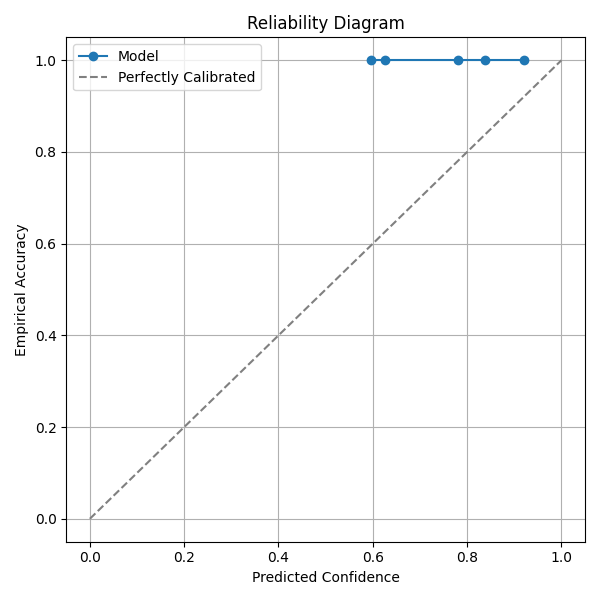 Reliability Diagram
Model
Perfectly Calibrated
Empirical Accuracy
1.0
0.8
0.6
0.4
0.2
0.0
0.0 0.2 0.4 0.6 0.8 1.0
Predicted Confidence